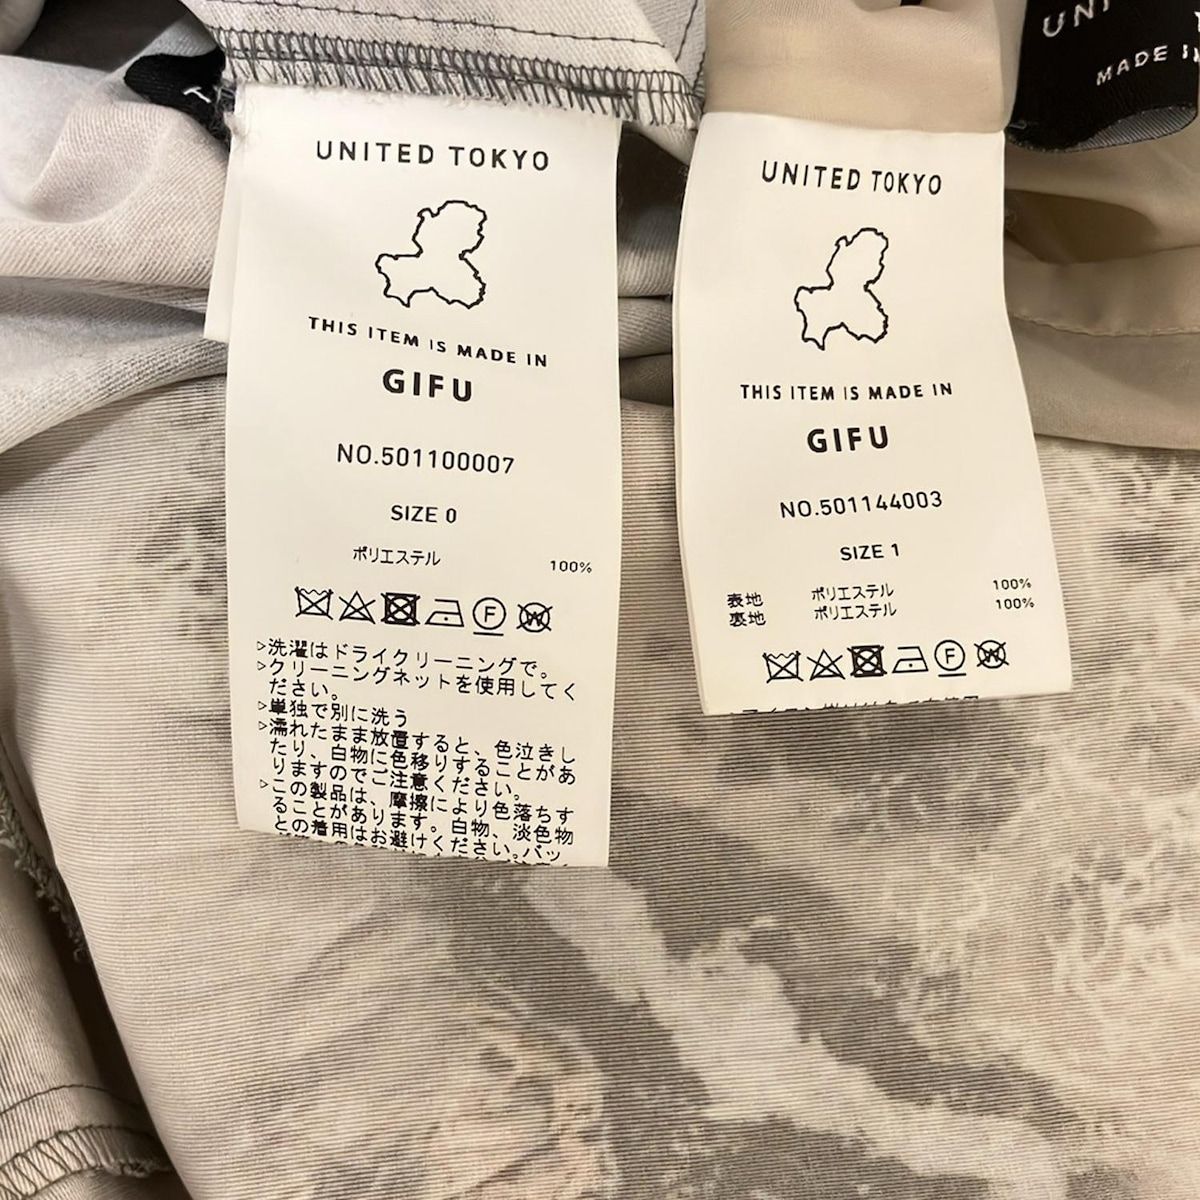 UNITED TOKYO
THIS ITEM IS MADE IN
GIFU
NO.501100007
SIZE 0
ポリエステル 100%
F
W
▷洗濯はドライクリーニングで。
▷クリーニングネットを使用してく
ださい。
▷単独で別に洗う
▷濡れたまま放置すると、色泣きし
たり、白物に色移りすることがあ
りますのでご注意ください。
▷この製品は、摩擦により色落ちす
ることがあります。白物、淡色物
との着用はお避けください。バッ
UNITED TOKYO
THIS ITEM IS MADE IN
GIFU
NO.501144003
SIZE 1
表地 ポリエステル 100%
裏地 ポリエステル 100%
F
W
UNI
MADE IN